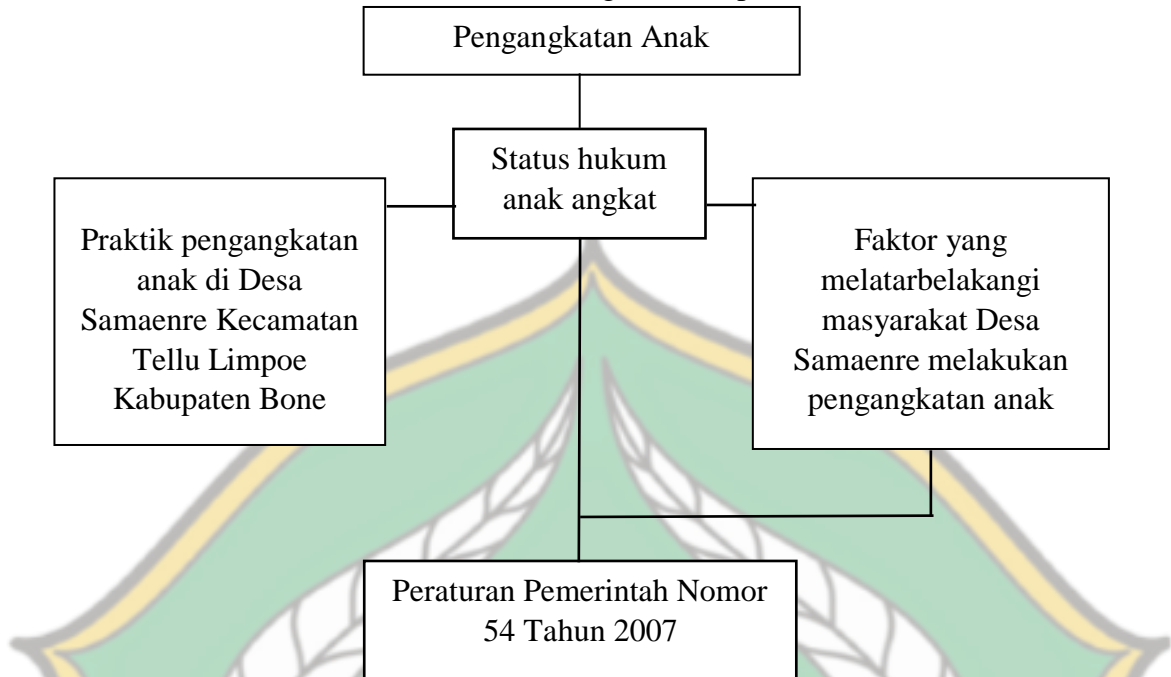 Pengangkatan Anak
Status hukum
anak angkat
Praktik pengangkatan
anak di Desa
Samaenre Kecamatan
Tellu Limpoe
Kabupaten Bone
Faktor yang
melatarbelakangi
masyarakat Desa
Samaenre melakukan
pengangkatan anak
Peraturan Pemerintah Nomor
54 Tahun 2007